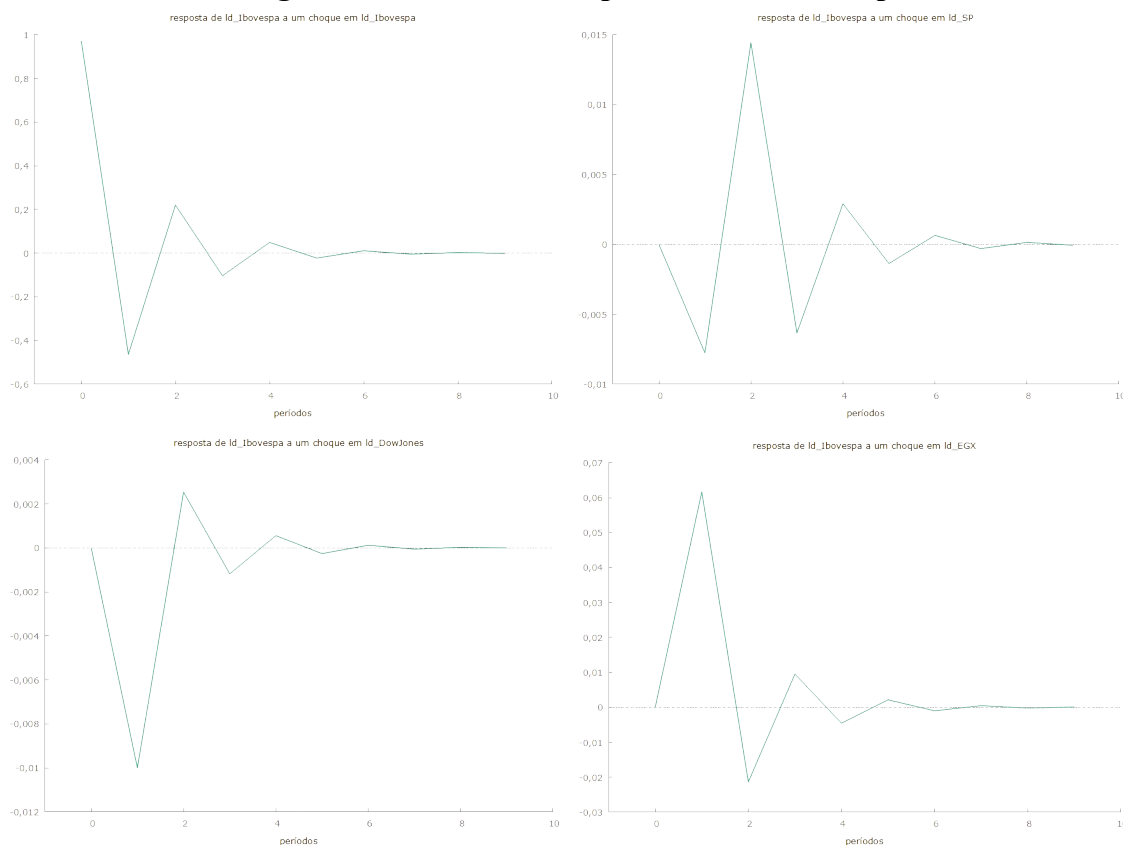 resposta de ld_Ibovespa a um choque em ld_Ibovespa
1
0,8
0,6
0,4
0,2
0
-0,2
-0,4
-0,6
0 2 4 6 8 10
períodos
resposta de ld_Ibovespa a um choque em ld_SP
0,015
0,01
0,005
0
-0,005
-0,01
0 2 4 6 8
períodos
resposta de ld_Ibovespa a um choque em ld_DowJones
0,004
0,002
0
-0,002
-0,004
-0,006
-0,008
-0,01
-0,012
0 2 4 6 8 10
períodos
resposta de ld_Ibovespa a um choque em ld_EGX
0,07
0,06
0,05
0,04
0,03
0,02
0,01
0
-0,01
-0,02
-0,03
0 2 4 6 8
períodos